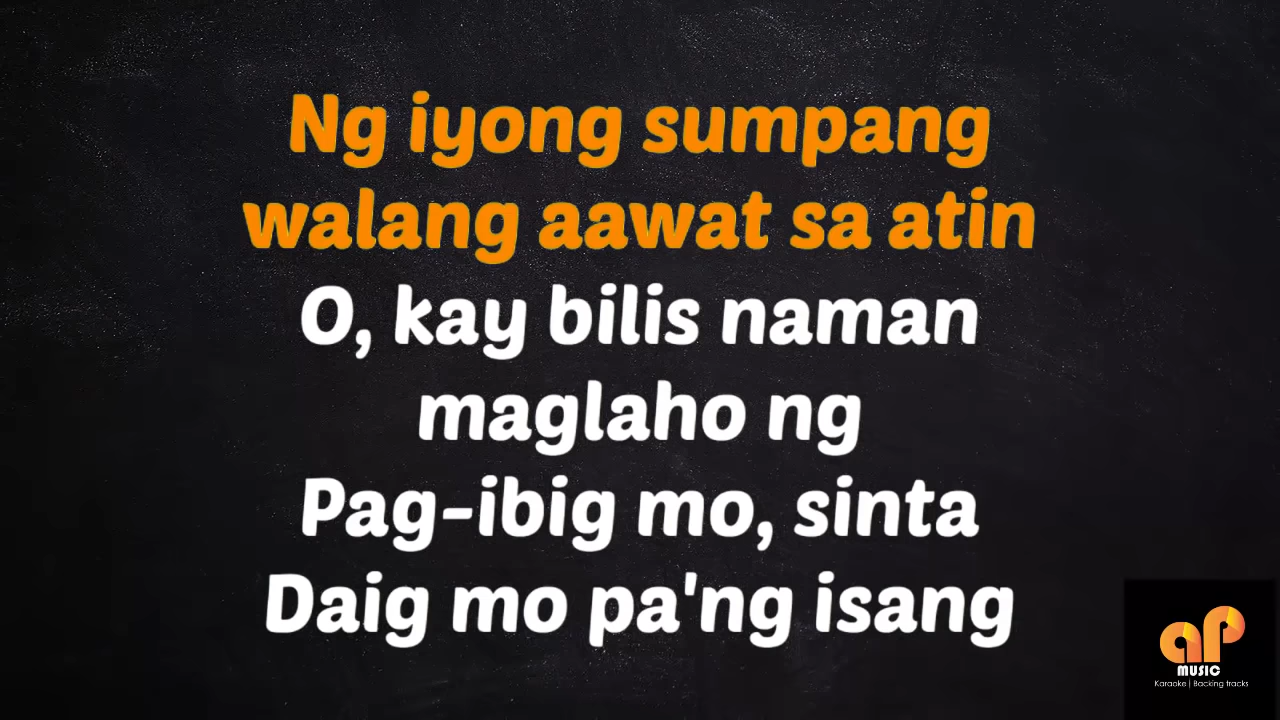 Ng iyong sumpang
walang aawat sa atin
O, kay bilis naman
maglaho ng
Pag-ibig mo, sinta
Daig mo pa'ng isang
aP
MUSIC
Karaoke | Backing tracks